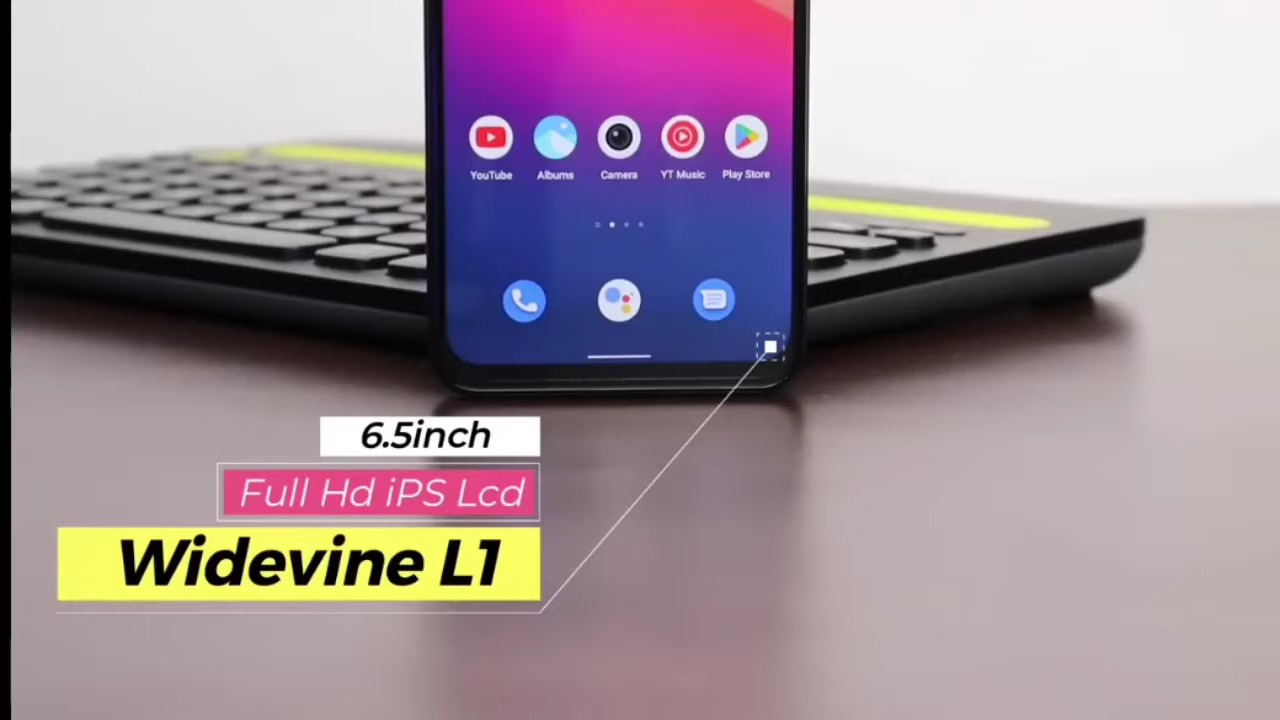 YouTube Albums Camera YT Music Play Store
6.5inch
Full Hd iPS Lcd
Widevine L1